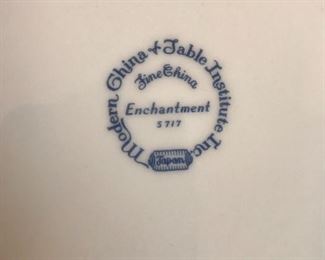 Modern China & Table Institute Inc.
Fine China
Enchantment
5717
Japan